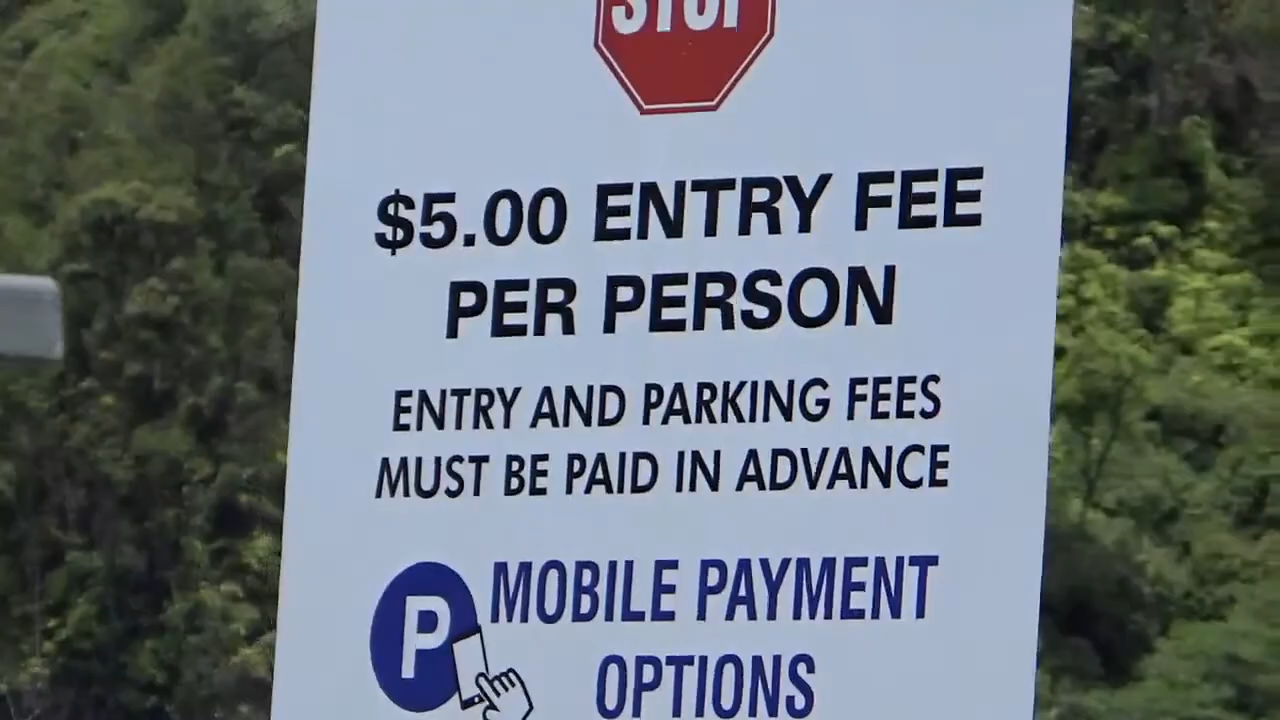 STOP
$5.00 ENTRY FEE
PER PERSON
ENTRY AND PARKING FEES
MUST BE PAID IN ADVANCE
P MOBILE PAYMENT
OPTIONS